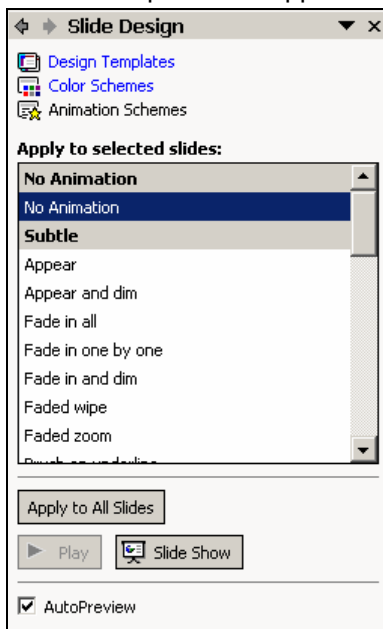 Slide Design
Design Templates
Color Schemes
Animation Schemes
Apply to selected slides:
No Animation
No Animation
Subtle
Appear
Appear and dim
Fade in all
Fade in one by one
Fade in and dim
Faded wipe
Faded zoom
Apply to All Slides
Play Slide Show
AutoPreview